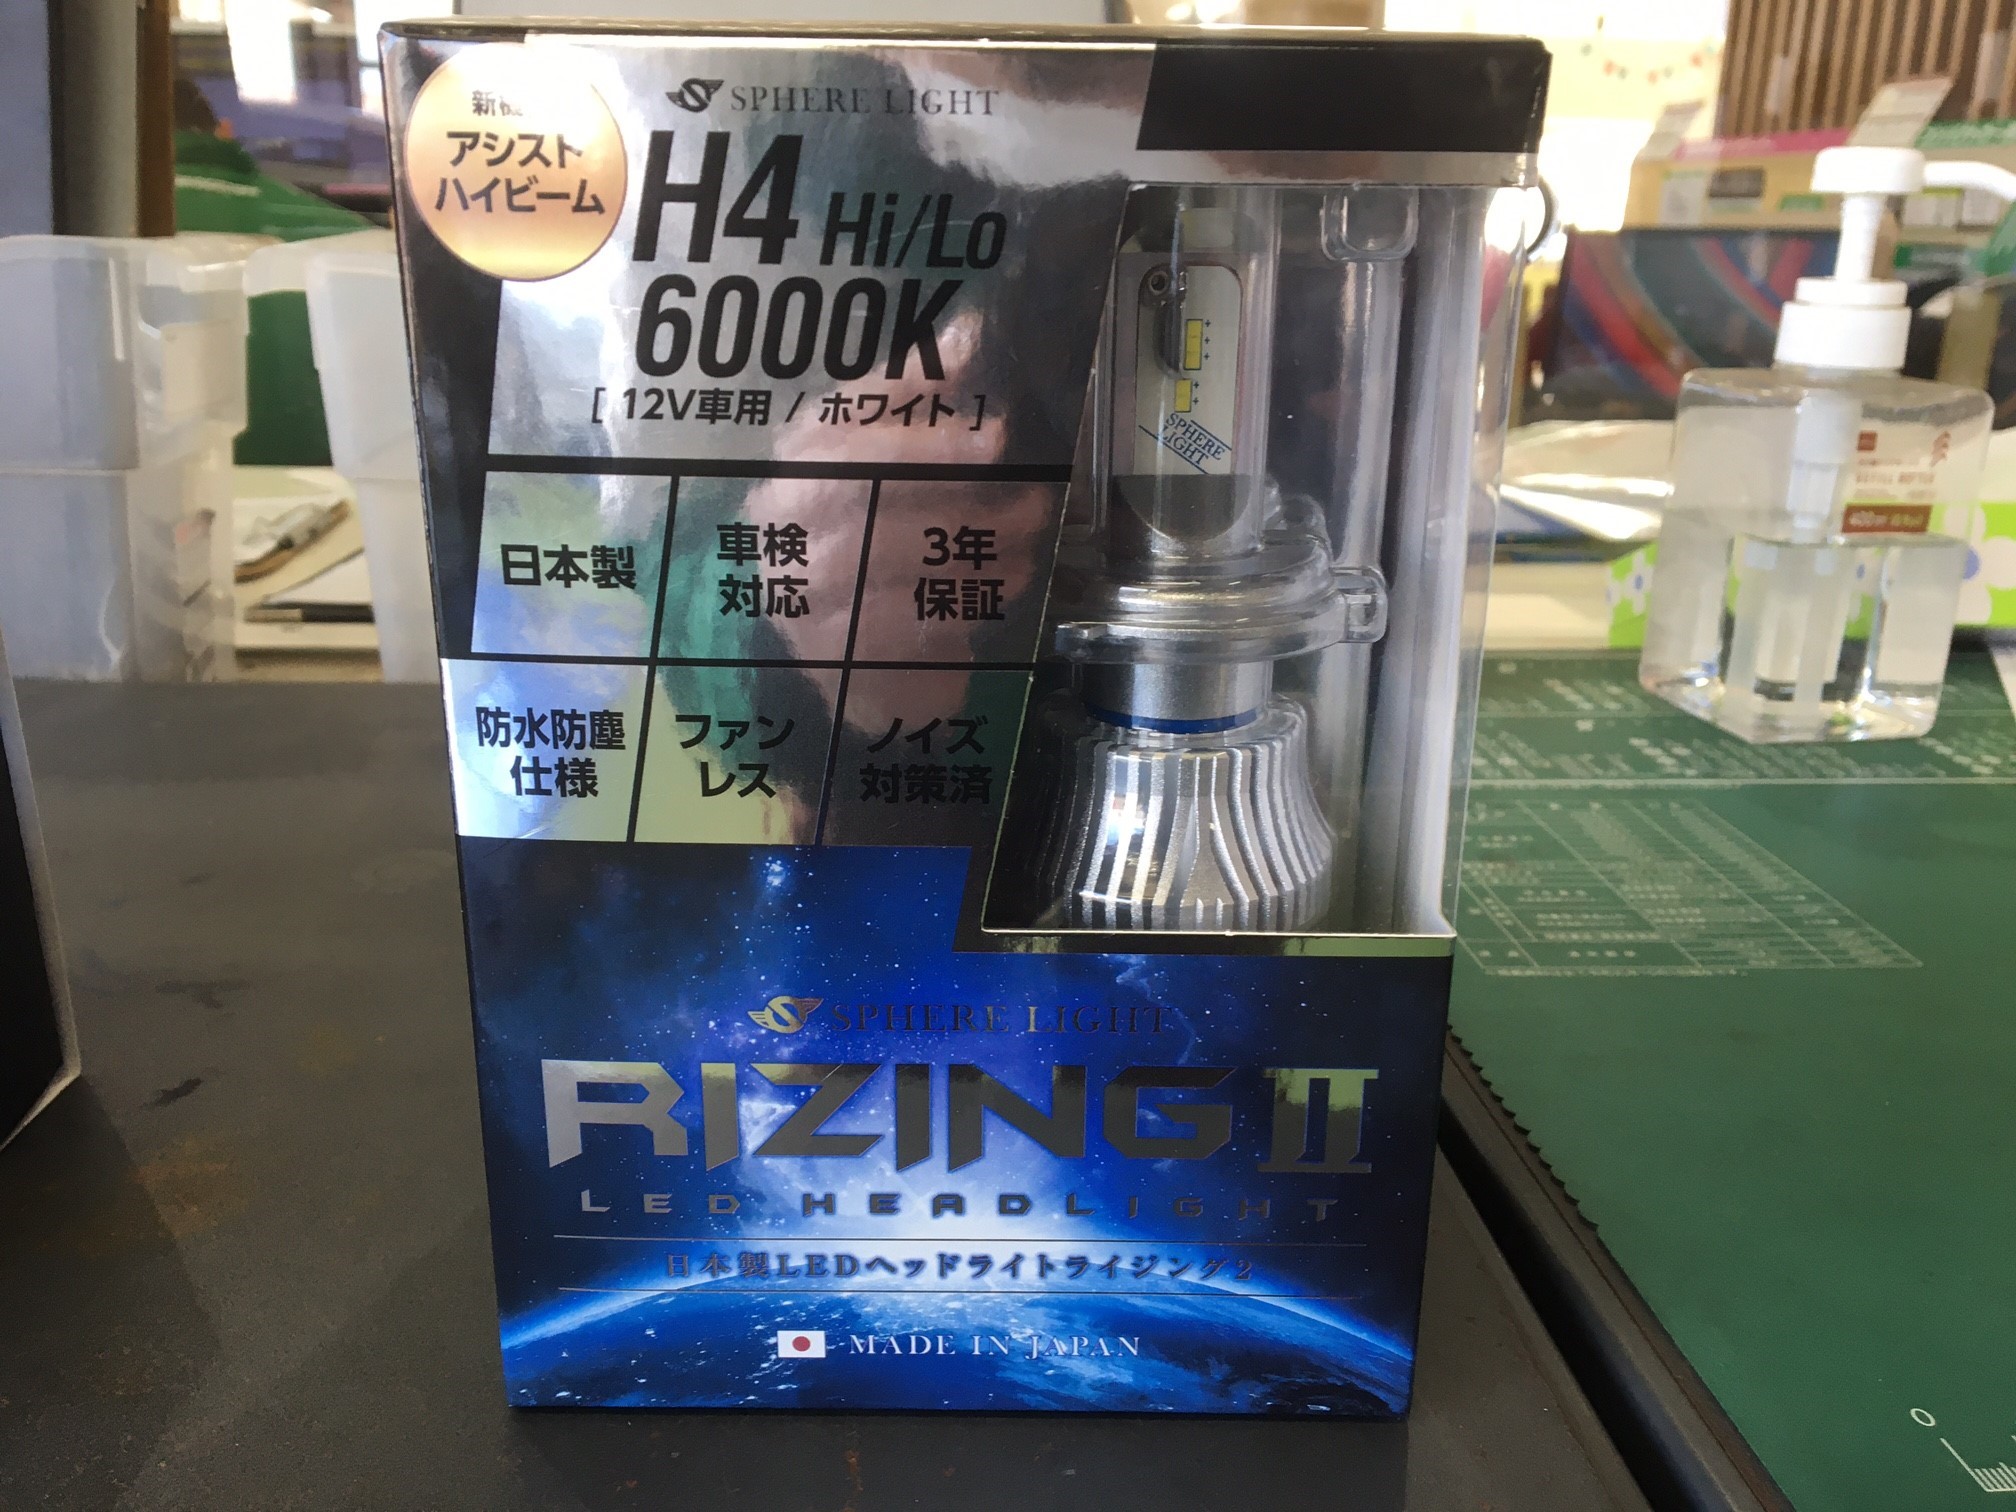 アシスト
ハイビーム
SPHERE LIGHT
H4 Hi/Lo
6000K
[ 12V車用 / ホワイト ]
SPHERE
LIGHT
日本製
車検
対応
3年
保証
防水防塵
仕様
ファン
レス
ノイズ
対策済
SPHERE LIGHT
RIZING II
LED HEADLIGHT
日本製LEDヘッドライトライジング2
MADE IN JAPAN